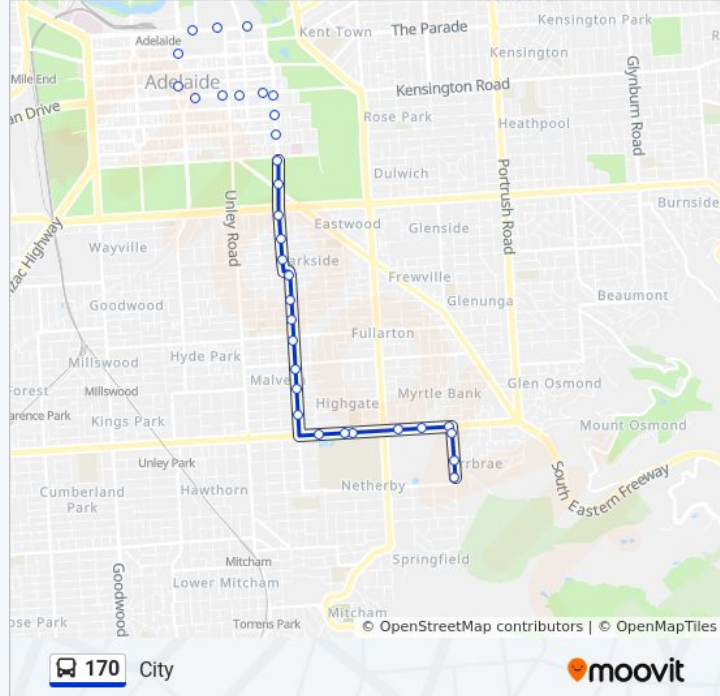 Kensington Park
Kent Town
The Parade
Adelaide
Kensington
Mile End
Adelaide
Kensington Road
Glynburn Road
an Drive
Rose Park
Heathpool
Dulwich
Portrush Road
Unley Road
Burnside
Eastwood
Glenside
zac Highway
Wayville
arkside
Frewville
Beaumont
Goodwood
Glenunga
Fullarton
Hyde Park
Millswood
Malve
Glen Osmond
Forest
Millswood
Myrtle Bank
Highgate
arence Park
Kings Park
Mount Osmond
Unley Park
rrbrae
South Eastern Freeway
Cumberland
Park
Hawthorn
Netherby
Mitcham
Springfield
Goodwood
Lower Mitcham
Mitcham
ose Park
Torrens Park
© OpenStreetMap contributors | © OpenMapTiles
170 City
moovit